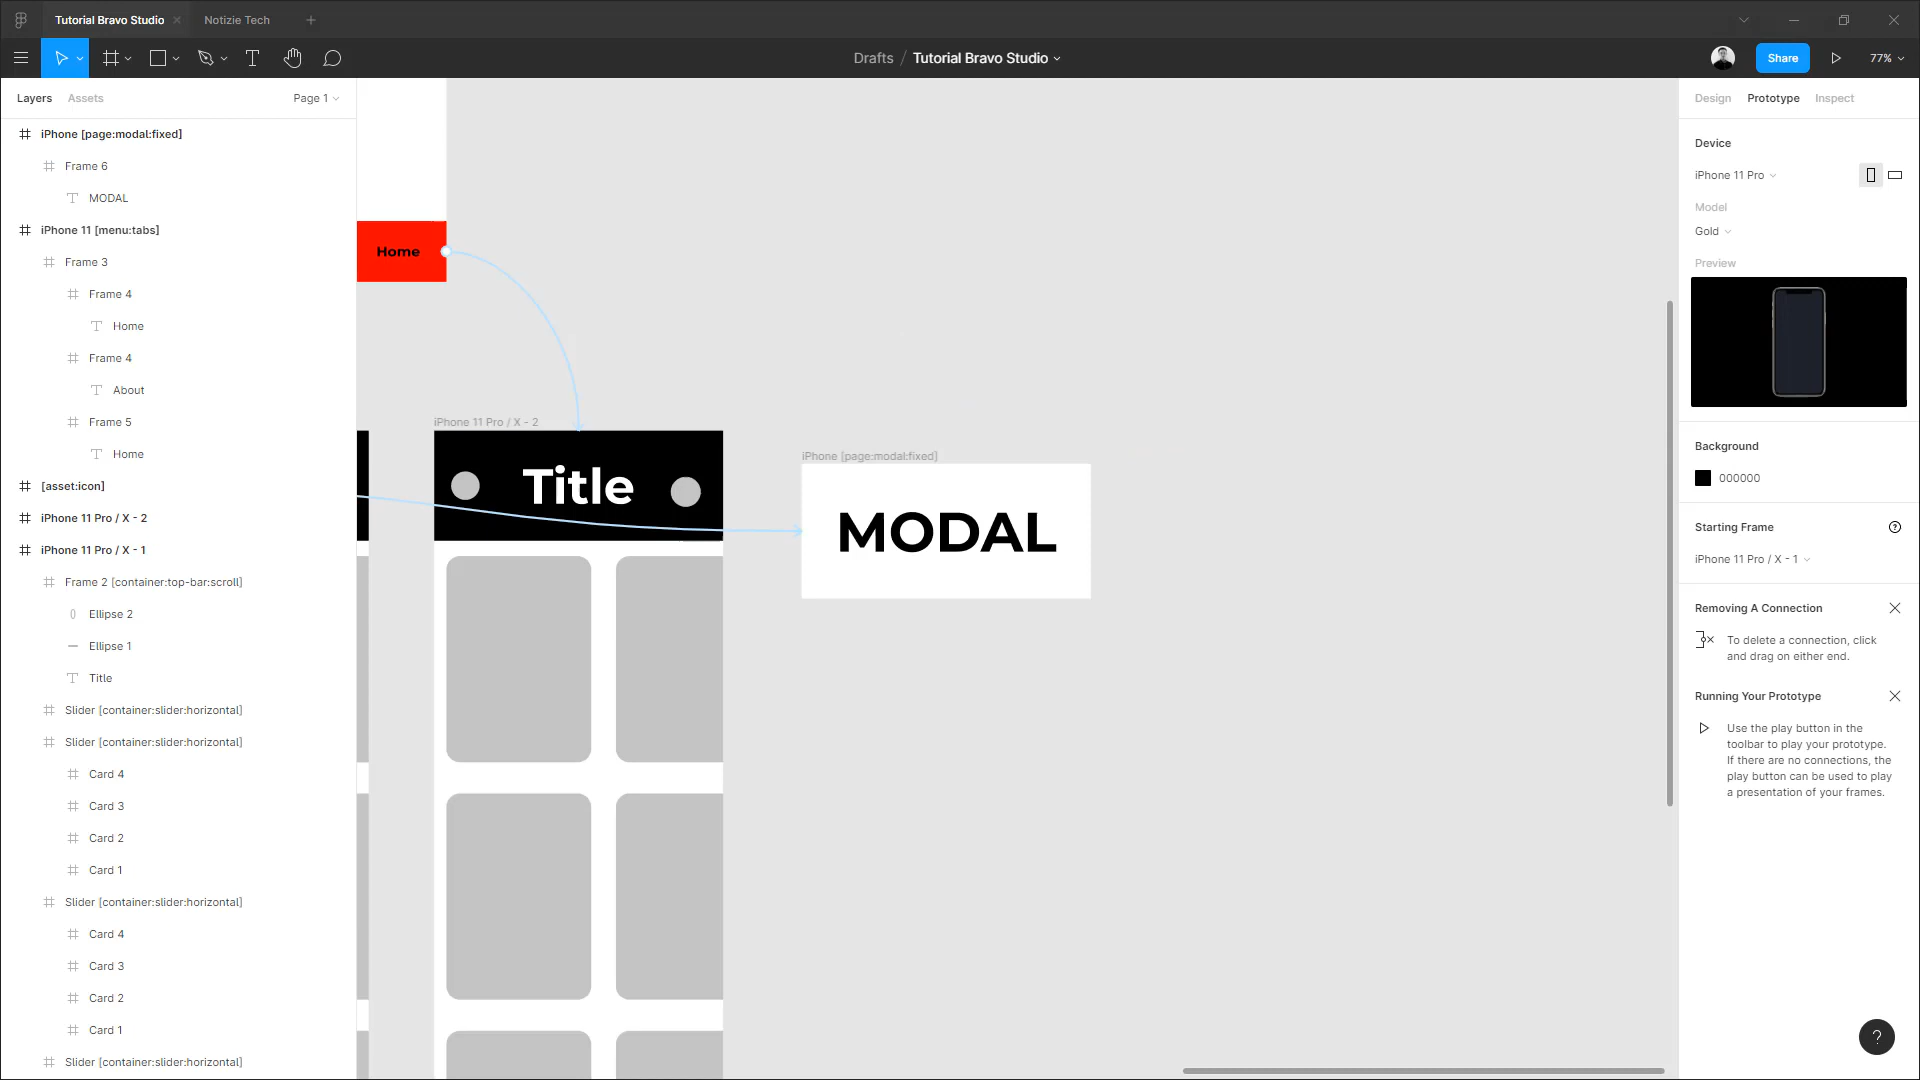 Tutorial Bravo Studio
Notizie Tech
Drafts / Tutorial Bravo Studio
Share
77%
Layers
Assets
Page 1
iPhone [page:modal:fixed]
Frame 6
MODAL
iPhone 11 [menu:tabs]
Frame 3
Frame 4
Home
Frame 4
About
Frame 5
Home
[asset:icon]
iPhone 11 Pro / X - 2
iPhone 11 Pro / X - 1
Frame 2 [container:top-bar:scroll]
Ellipse 2
Ellipse 1
Title
Slider [container:slider:horizontal]
Slider [container:slider:horizontal]
Card 4
Card 3
Card 2
Card 1
Slider [container:slider:horizontal]
Card 4
Card 3
Card 2
Card 1
Slider [container:slider:horizontal]
Home
iPhone 11 Pro / X - 2
Title
iPhone [page:modal:fixed]
MODAL
Design
Prototype
Inspect
Device
iPhone 11 Pro
Model
Gold
Preview
Background
000000
Starting Frame
?
iPhone 11 Pro / X - 1
Removing A Connection
To delete a connection, click
and drag on either end.
Running Your Prototype
Use the play button in the
toolbar to play your prototype.
If there are no connections, the
play button can be used to play
a presentation of your frames.
?